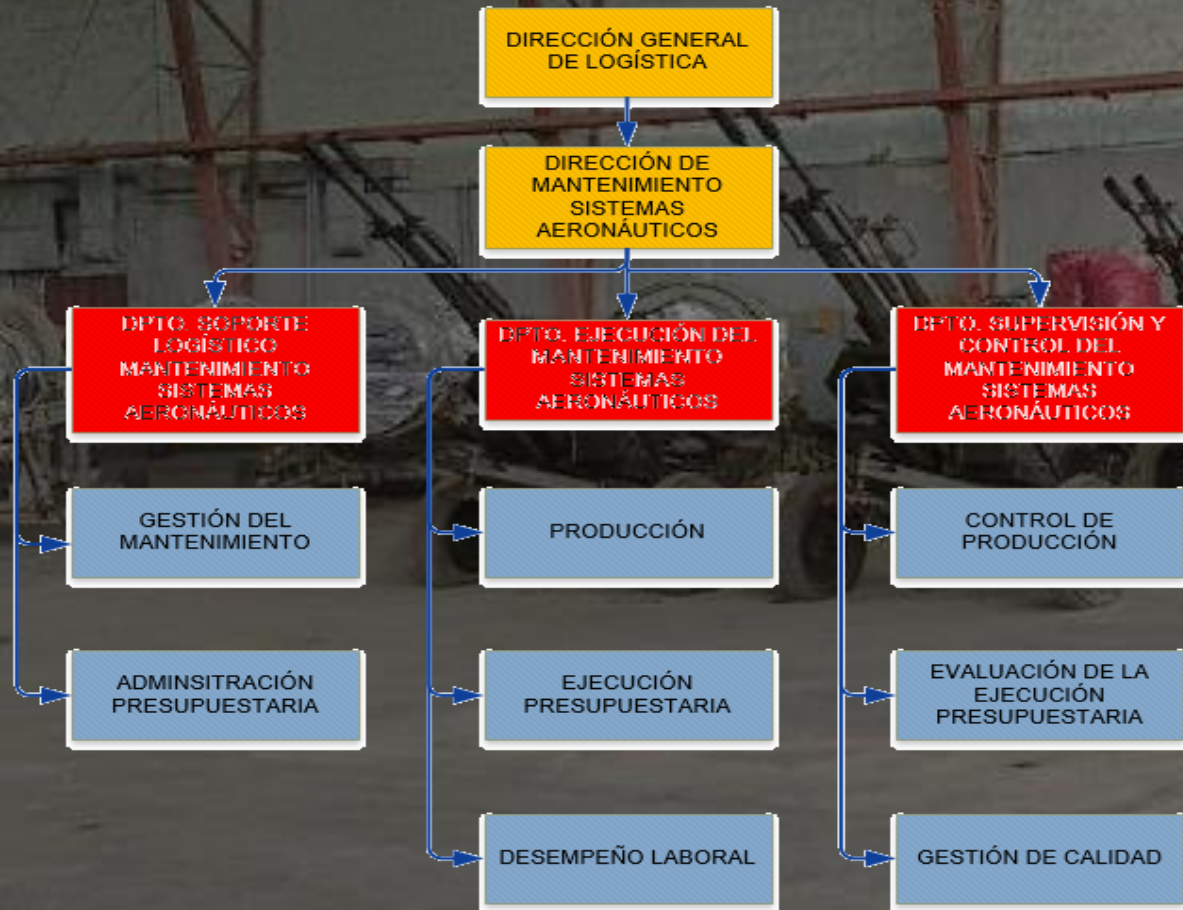 DIRECCIÓN GENERAL
DE LOGÍSTICA
DIRECCIÓN DE
MANTENIMIENTO
SISTEMAS
AERONÁUTICOS
DPTO. SOPORTE
LOGÍSTICO
MANTENIMIENTO
SISTEMAS
AERONÁUTICOS
DPTO. EJECUCIÓN DEL
MANTENIMIENTO
SISTEMAS
AERONÁUTICOS
DPTO. SUPERVISIÓN Y
CONTROL DEL
MANTENIMIENTO
SISTEMAS
AERONÁUTICOS
GESTIÓN DEL
MANTENIMIENTO
PRODUCCIÓN
CONTROL DE
PRODUCCIÓN
ADMINSITRACIÓN
PRESUPUESTARIA
EJECUCIÓN
PRESUPUESTARIA
EVALUACIÓN DE LA
EJECUCIÓN
PRESUPUESTARIA
DESEMPEÑO LABORAL
GESTIÓN DE CALIDAD